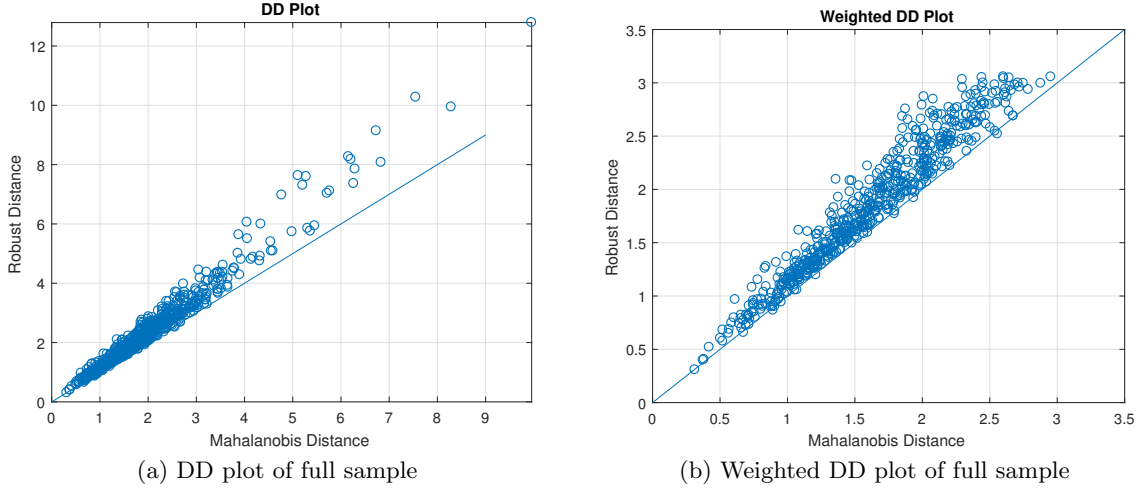 DD Plot
12
10
8
6
4
2
0
0 1 2 3 4 5 6 7 8 9
Robust Distance
Mahalanobis Distance
(a) DD plot of full sample
Weighted DD Plot
3.5
3
2.5
2
1.5
1
0.5
0
0 0.5 1 1.5 2 2.5 3 3.5
Robust Distance
Mahalanobis Distance
(b) Weighted DD plot of full sample